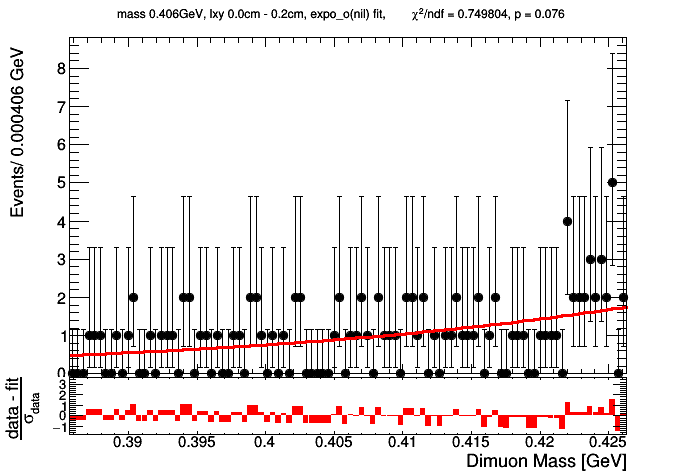 mass 0.406GeV, lxy 0.0cm - 0.2cm, expo_o(nil) fit, χ²/ndf = 0.749804, p = 0.076
Events/ 0.000406 GeV
8
7
6
5
4
3
2
1
0
data - fit
σdata
3
2
1
0
−1
0.39 0.395 0.4 0.405 0.41 0.415 0.42 0.425
Dimuon Mass [GeV]